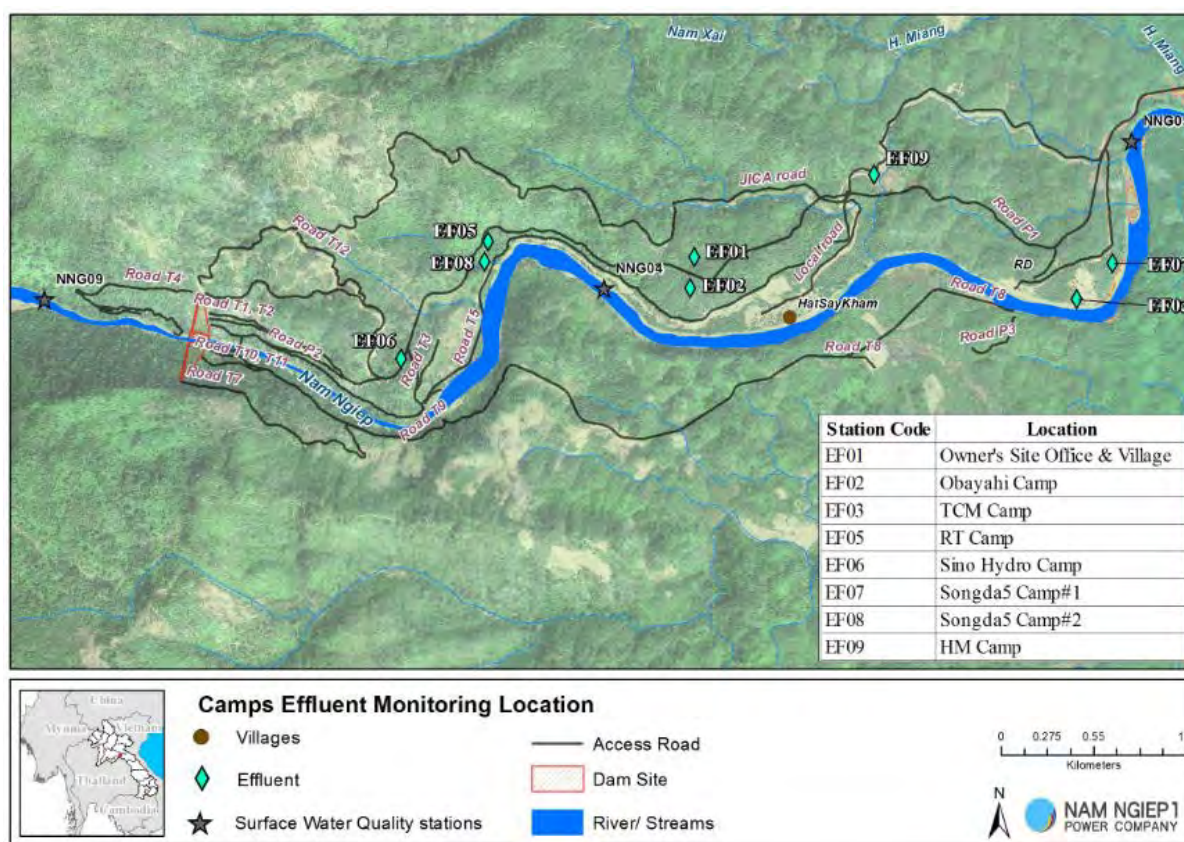 Nam Xai
H. Miang
H. Miang
NNG05
EF09
JICA road
Road P1
Road T12
EF05
EF08
EF01
Local road
NNG04
EF02
RD
EF07
NNG09
Road T4
Road T1, T2
HatSayKham
Road T8
Road T5
Road P3
Road P2
Road T3
EF06
Road T10, T11
Road T8
Road T7
Nam Ngiep
Road T9
Station Code Location
EF01 Owner's Site Office & Village
EF02 Obayahi Camp
EF03 TCM Camp
EF05 RT Camp
EF06 Sino Hydro Camp
EF07 Songda5 Camp#1
EF08 Songda5 Camp#2
EF09 HM Camp
China
Myanma
Vietnam
Thailand
Cambodia
Camps Effluent Monitoring Location
Villages
Effluent
Surface Water Quality stations
Access Road
Dam Site
River/ Streams
0 0.275 0.55
Kilometers
N
NAM NGIEP1
POWER COMPANY